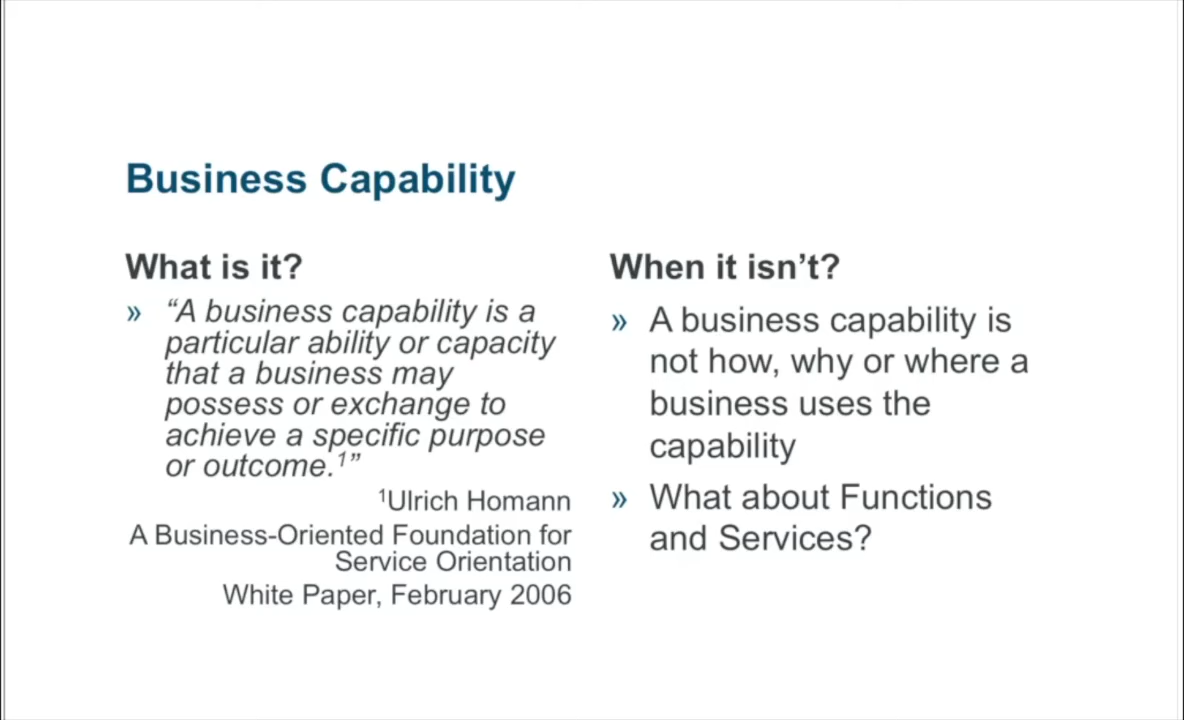 Business Capability
What is it?
» “A business capability is a
particular ability or capacity
that a business may
possess or exchange to
achieve a specific purpose
or outcome.¹”
¹Ulrich Homann
A Business-Oriented Foundation for
Service Orientation
White Paper, February 2006
When it isn’t?
» A business capability is
not how, why or where a
business uses the
capability
» What about Functions
and Services?